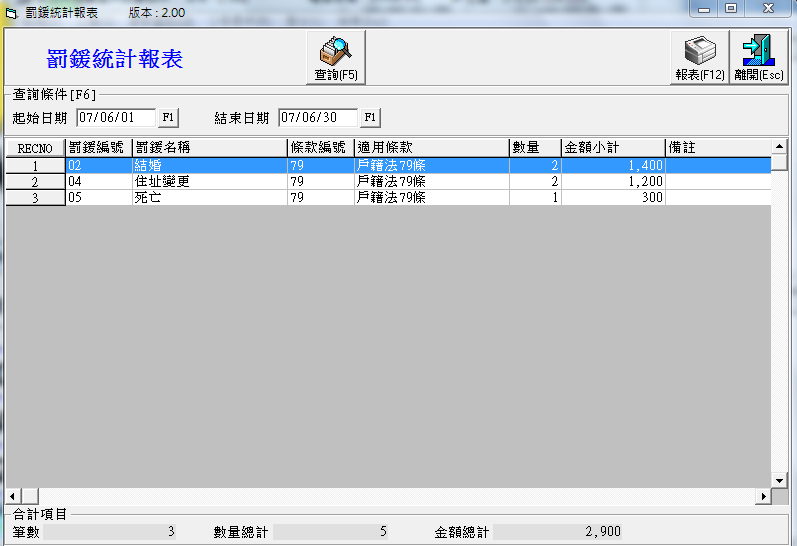 罰鍰統計報表 版本 : 2.00
罰鍰統計報表 查詢(F5) 報表(F12) 離開(Esc)
查詢條件[F6]
起始日期 07/06/01 F1 結束日期 07/06/30 F1
RECNO 罰鍰編號 罰鍰名稱 條款編號 適用條款 數量 金額小計 備註
1 02 結婚 79 戶籍法79條 2 1,400
2 04 住址變更 79 戶籍法79條 2 1,200
3 05 死亡 79 戶籍法79條 1 300
合計項目
筆數 3 數量總計 5 金額總計 2,900